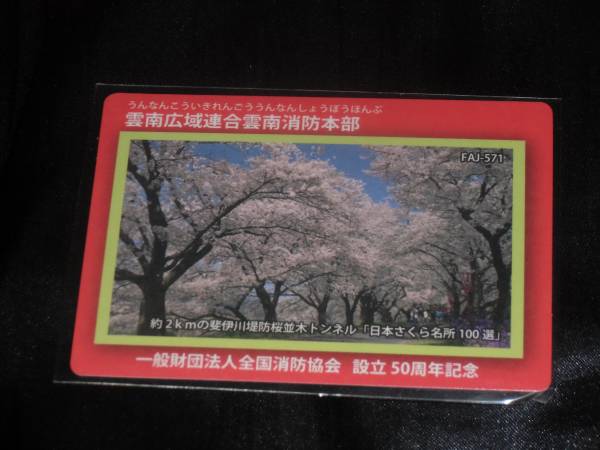 うんなんこういきれんごううんなんしょうぼうほんぶ
雲南広域連合雲南消防本部
FAJ-571
約2kmの斐伊川堤防桜並木トンネル「日本さくら名所100選」
一般財団法人全国消防協会 設立50周年記念